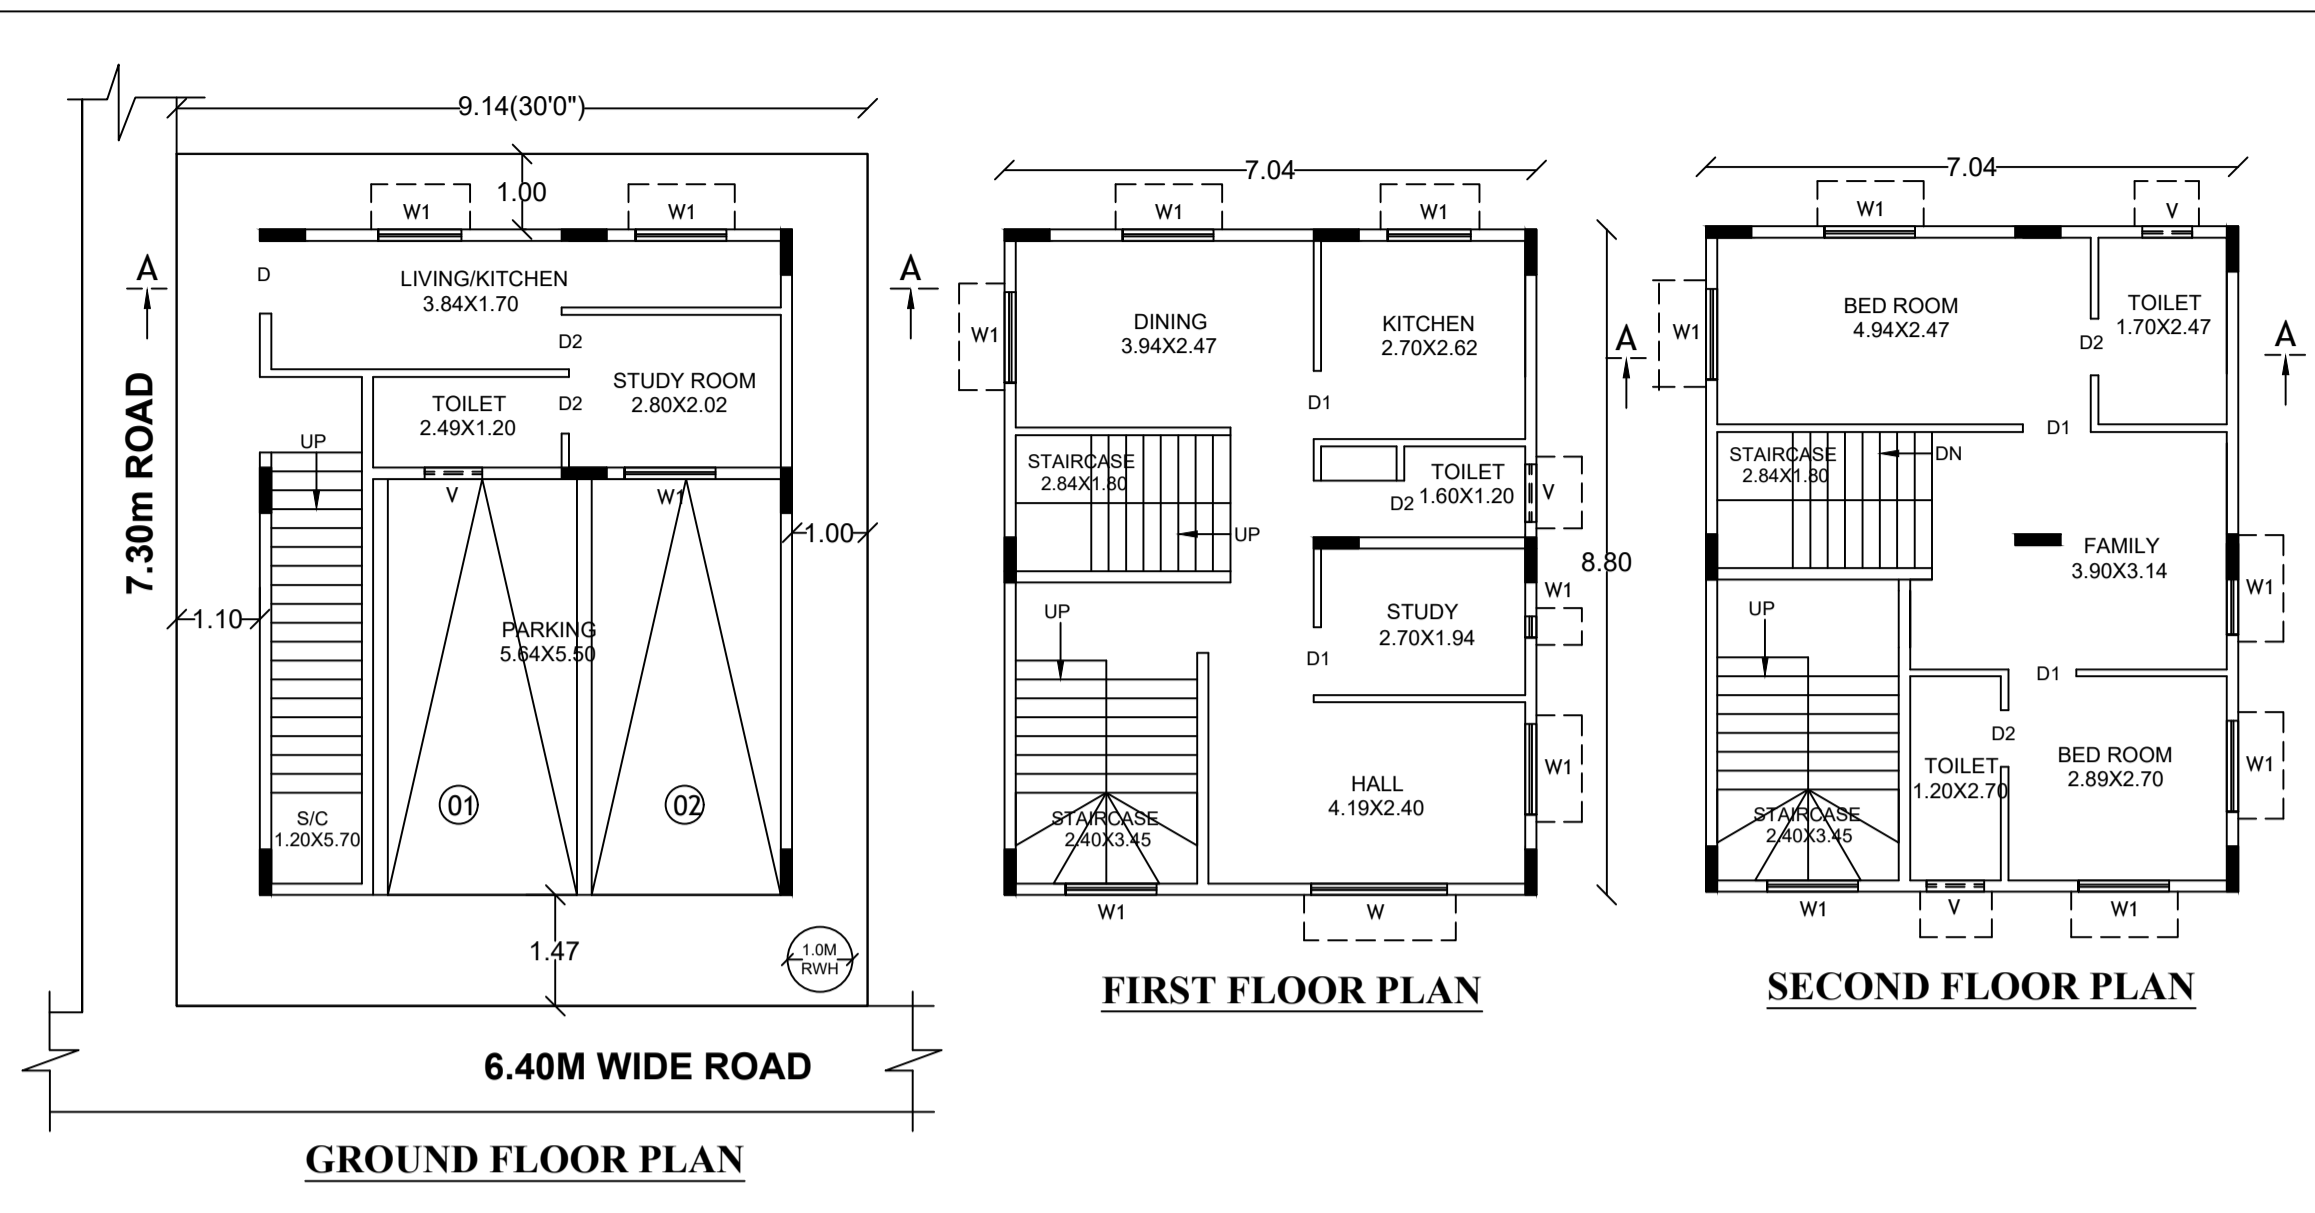 9.14(30'0")
1.00
W1
W1
A
A
D
LIVING/KITCHEN
3.84X1.70
D2
STUDY ROOM
2.80X2.02
TOILET
2.49X1.20
D2
UP
V
W1
7.30m ROAD
1.00
1.10
PARKING
5.64X5.50
01
02
S/C
1.20X5.70
1.47
1.0M
RWH
6.40M WIDE ROAD
GROUND FLOOR PLAN
7.04
W1
W1
W1
DINING
3.94X2.47
KITCHEN
2.70X2.62
D1
STAIRCASE
2.84X1.80
TOILET
1.60X1.20
D2
V
UP
8.80
W1
UP
STUDY
2.70X1.94
D1
W1
HALL
4.19X2.40
STAIRCASE
2.40X3.45
W1
W
FIRST FLOOR PLAN
7.04
W1
V
A
A
W1
BED ROOM
4.94X2.47
TOILET
1.70X2.47
D2
D1
STAIRCASE
2.84X1.80
DN
FAMILY
3.90X3.14
W1
UP
D1
D2
BED ROOM
2.89X2.70
W1
TOILET
1.20X2.70
STAIRCASE
2.40X3.45
W1
V
W1
SECOND FLOOR PLAN